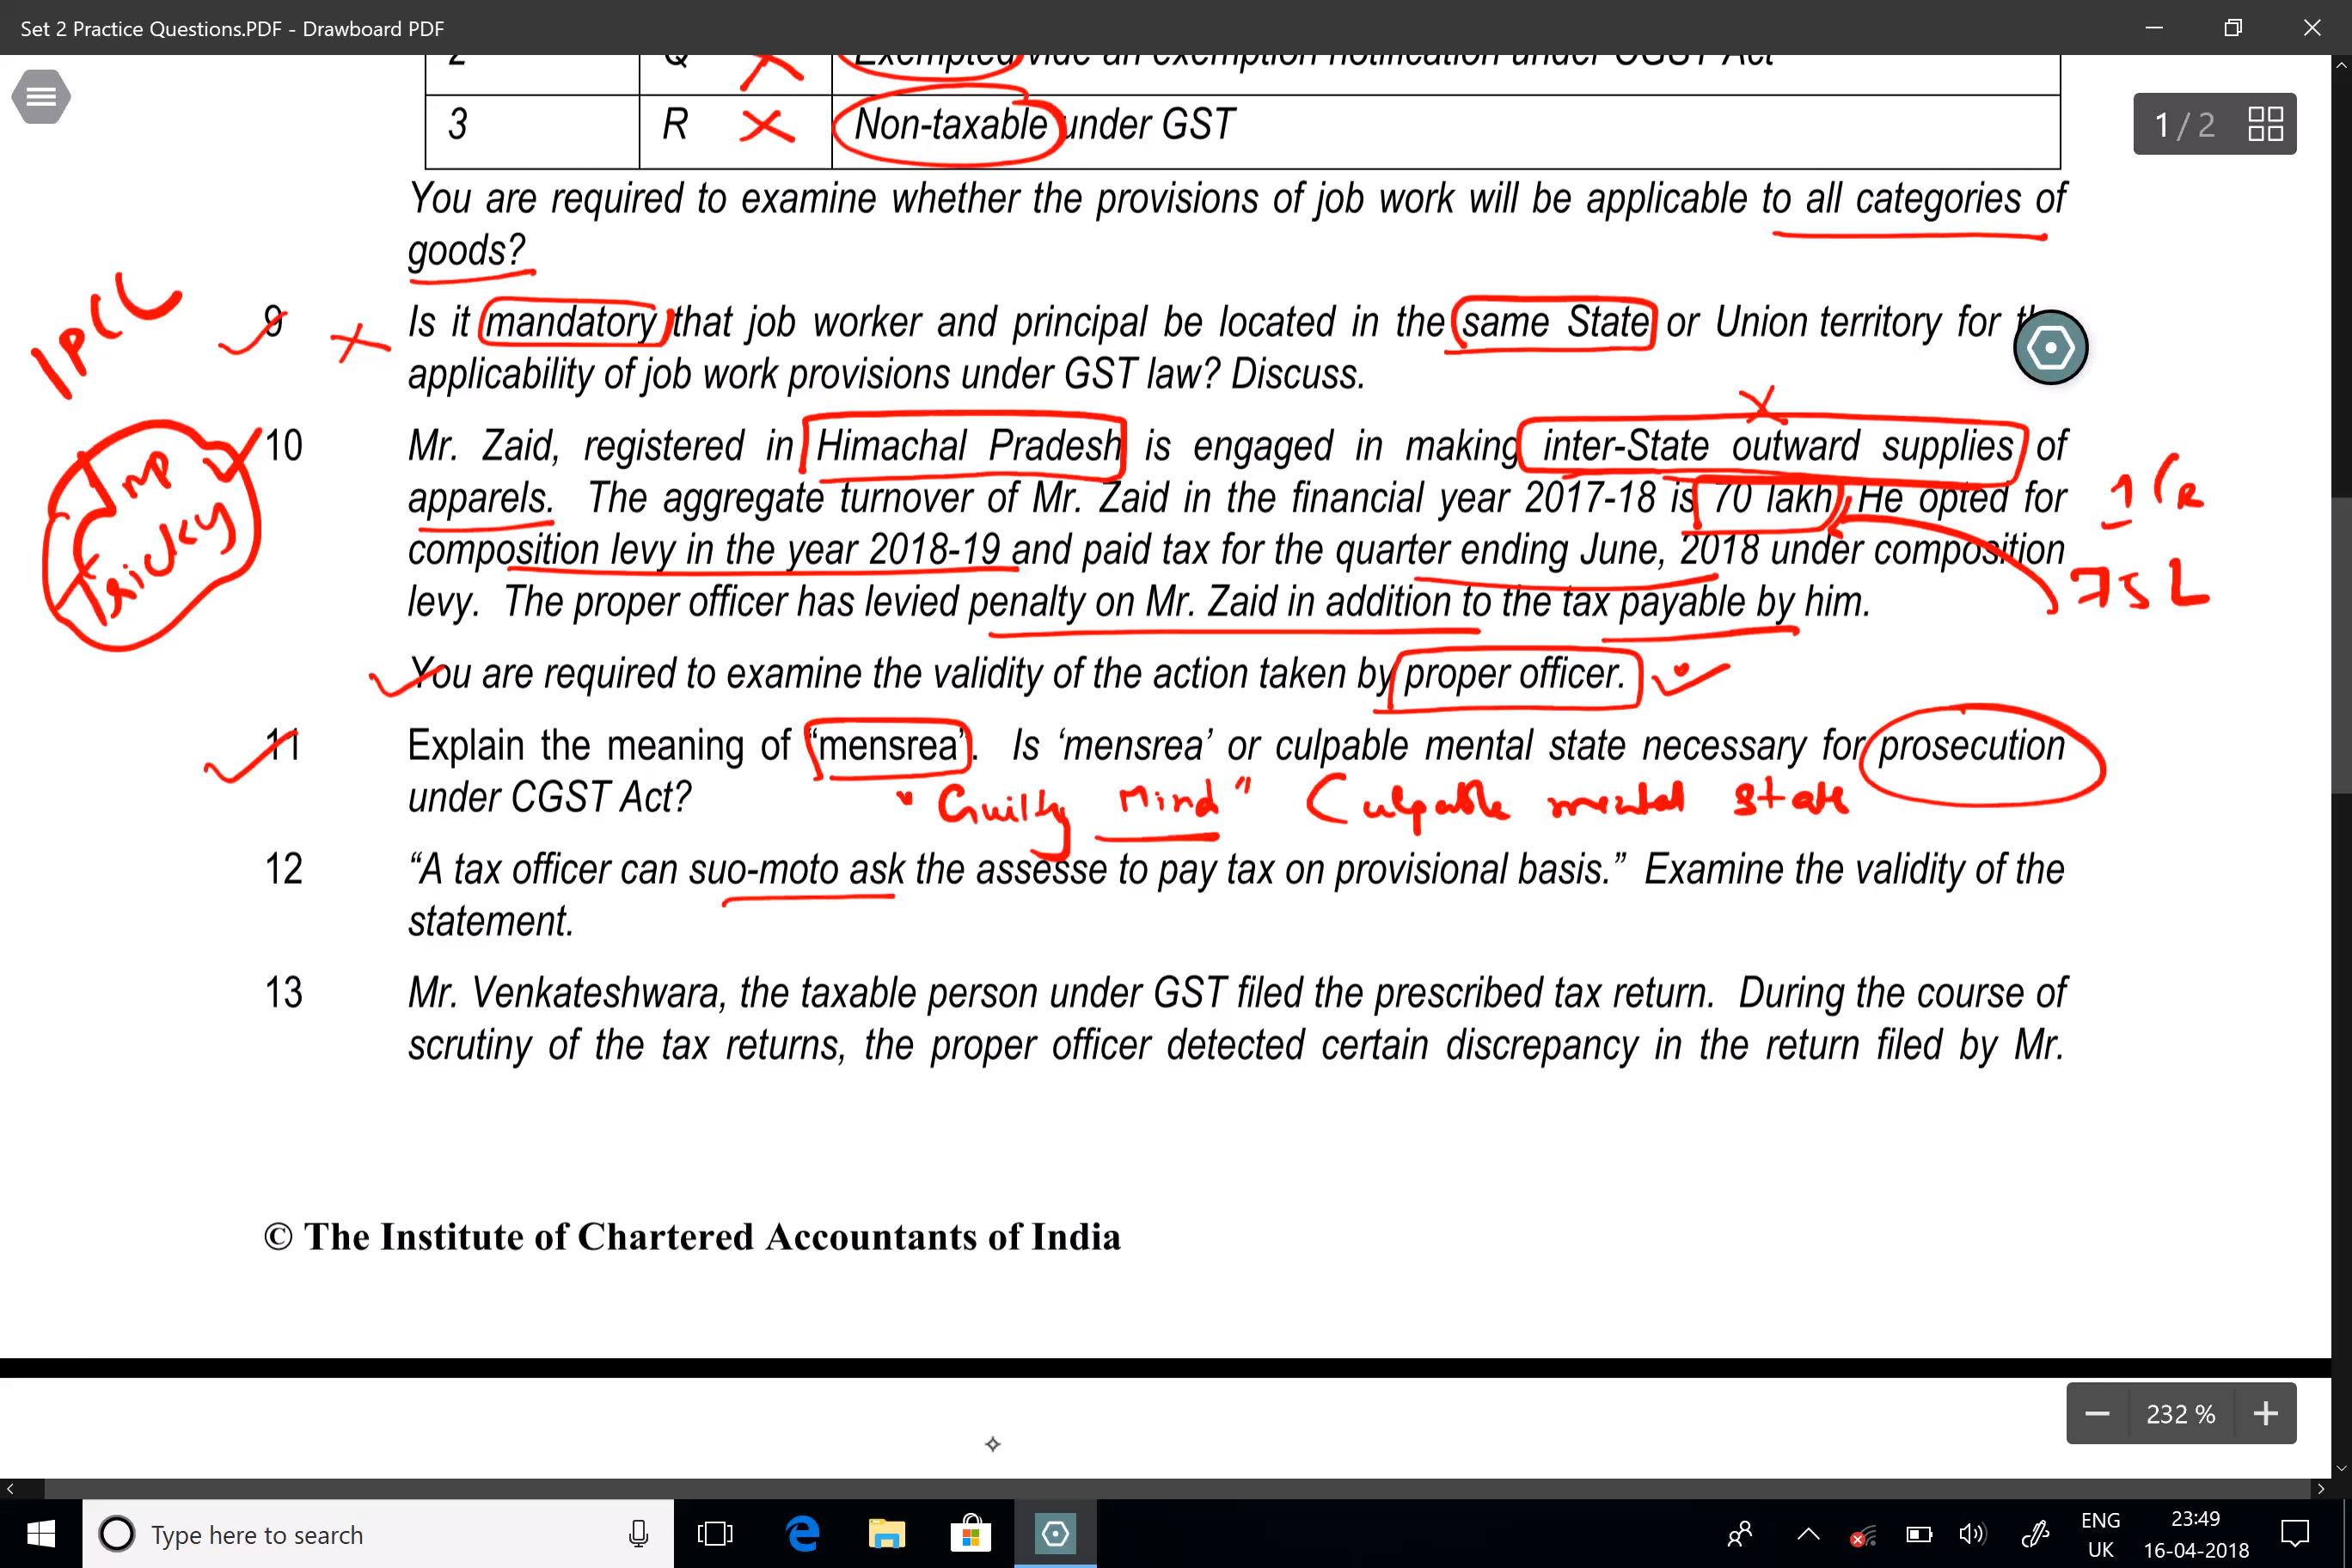 Set 2 Practice Questions.PDF - Drawboard PDF
2 Q Exempted vide an exemption notification under CGST Act
3 R Non-taxable under GST
1 / 2
You are required to examine whether the provisions of job work will be applicable to all categories of
goods?
IPCC
9 Is it mandatory that job worker and principal be located in the same State or Union territory for the
applicability of job work provisions under GST law? Discuss.
10 Mr. Zaid, registered in Himachal Pradesh is engaged in making inter-State outward supplies of
Imp
Tricky
apparels. The aggregate turnover of Mr. Zaid in the financial year 2017-18 is 70 lakh. He opted for
1 Cr
composition levy in the year 2018-19 and paid tax for the quarter ending June, 2018 under composition
75 L
levy. The proper officer has levied penalty on Mr. Zaid in addition to the tax payable by him.
You are required to examine the validity of the action taken by proper officer.
11 Explain the meaning of “mensrea”. Is ‘mensrea’ or culpable mental state necessary for prosecution
under CGST Act?
"Guilty Mind" Culpable mental state
12 “A tax officer can suo-moto ask the assesse to pay tax on provisional basis.” Examine the validity of the
statement.
13 Mr. Venkateshwara, the taxable person under GST filed the prescribed tax return. During the course of
scrutiny of the tax returns, the proper officer detected certain discrepancy in the return filed by Mr.
© The Institute of Chartered Accountants of India
232 %
Type here to search
ENG
UK
23:49
16-04-2018